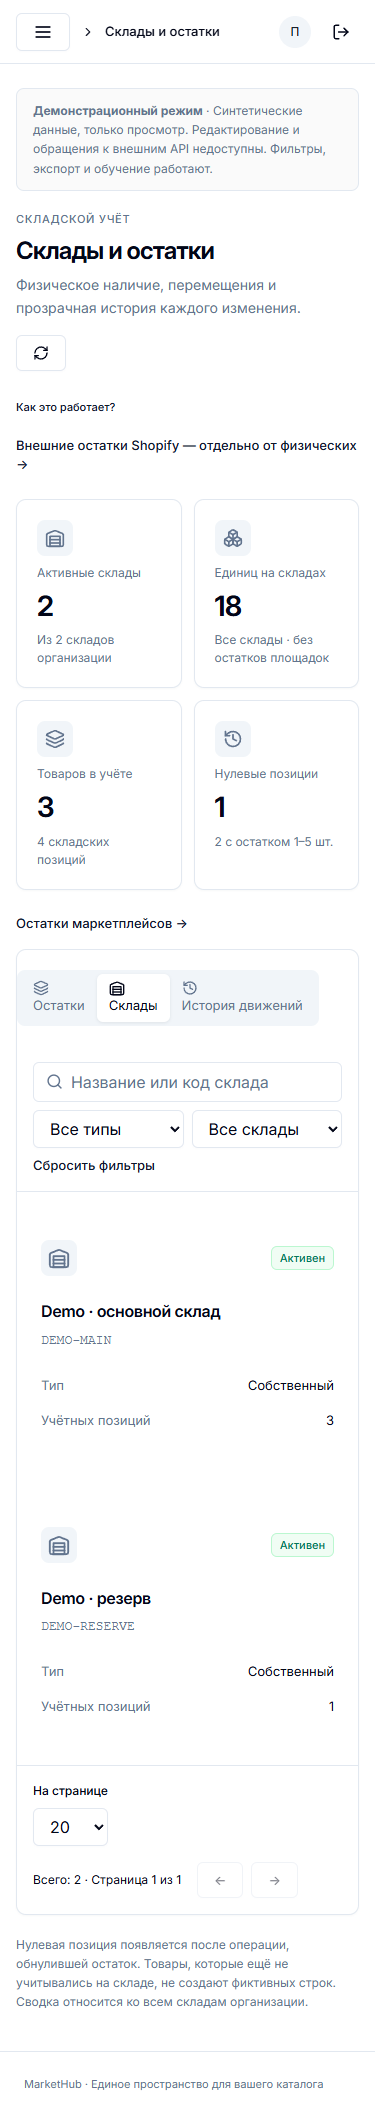 Склады и остатки
П
Демонстрационный режим · Синтетические
данные, только просмотр. Редактирование и
обращения к внешним API недоступны. Фильтры,
экспорт и обучение работают.
СКЛАДСКОЙ УЧЁТ
Склады и остатки
Физическое наличие, перемещения и
прозрачная история каждого изменения.
Как это работает?
Внешние остатки Shopify — отдельно от физических
→
Активные склады
2
Из 2 складов
организации
Единиц на складах
18
Все склады · без
остатков площадок
Товаров в учёте
3
4 складских
позиций
Нулевые позиции
1
2 с остатком 1–5 шт.
Остатки маркетплейсов →
Остатки
Склады
История движений
Название или код склада
Все типы
Все склады
Сбросить фильтры
Активен
Demo · основной склад
DEMO-MAIN
Тип Собственный
Учётных позиций 3
Активен
Demo · резерв
DEMO-RESERVE
Тип Собственный
Учётных позиций 1
На странице
20
Всего: 2 · Страница 1 из 1 ← →
Нулевая позиция появляется после операции,
обнулившей остаток. Товары, которые ещё не
учитывались на складе, не создают фиктивных строк.
Сводка относится ко всем складам организации.
MarketHub · Единое пространство для вашего каталога